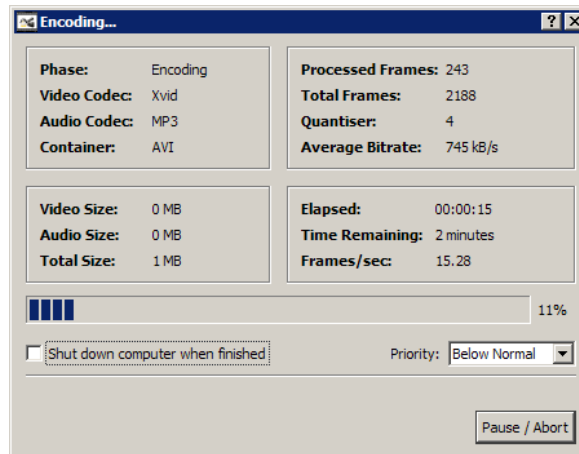 Encoding...
Phase: Encoding
Video Codec: Xvid
Audio Codec: MP3
Container: AVI
Processed Frames: 243
Total Frames: 2188
Quantiser: 4
Average Bitrate: 745 kB/s
Video Size: 0 MB
Audio Size: 0 MB
Total Size: 1 MB
Elapsed: 00:00:15
Time Remaining: 2 minutes
Frames/sec: 15.28
11%
Shut down computer when finished
Priority: Below Normal
Pause / Abort